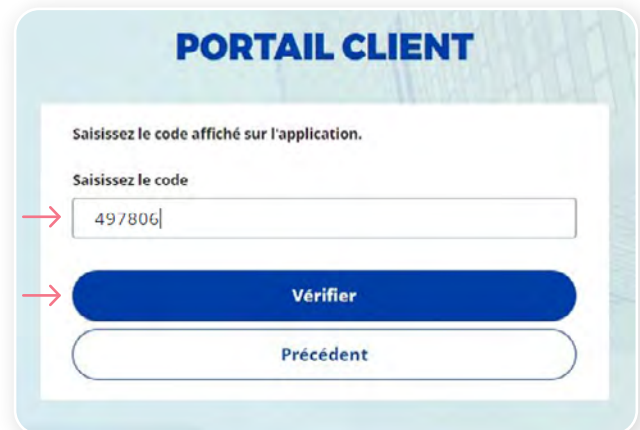 PORTAIL CLIENT
Saisissez le code affiché sur l'application.
Saisissez le code
497806
Vérifier
Précédent